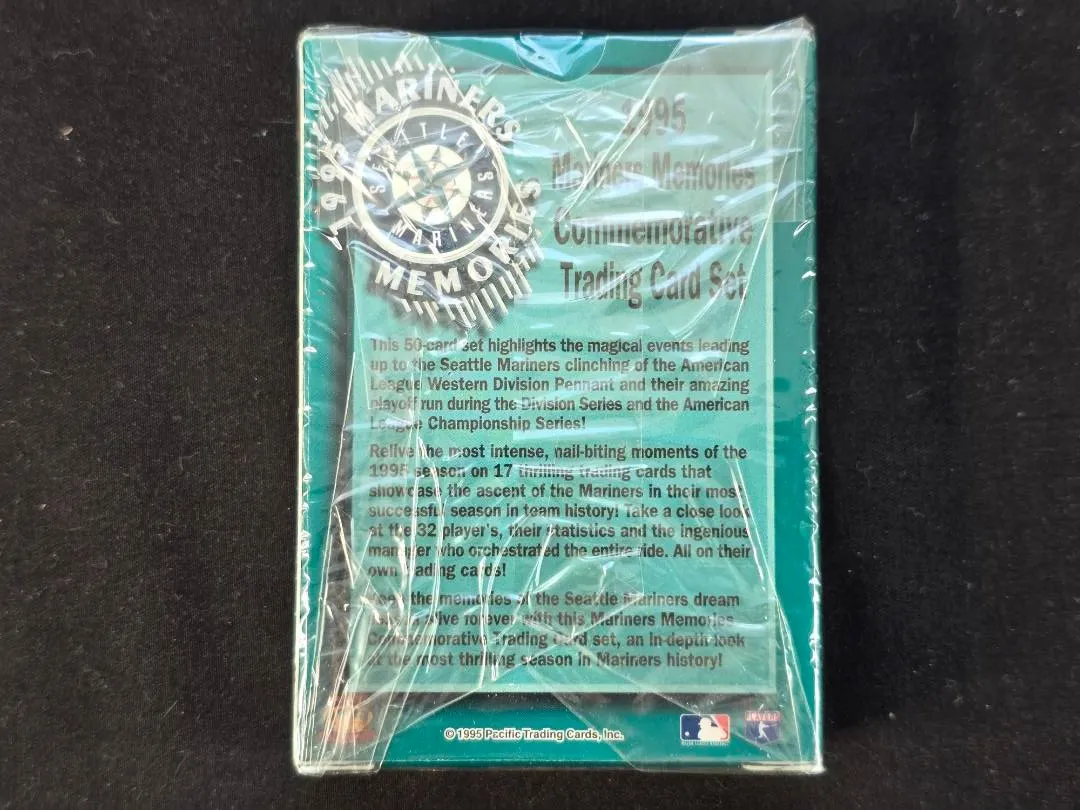 1995 MARINERS MEMORIES
SEATTLE MARINERS
1995
Mariners Memories
Commemorative
Trading Card Set
This 50-card set highlights the magical events leading
up to the Seattle Mariners clinching of the American
League Western Division Pennant and their amazing
playoff run during the Division Series and the American
League Championship Series!
Relive the most intense, nail-biting moments of the
1995 season on 17 thrilling trading cards that
showcase the ascent of the Mariners in their most
successful season in team history! Take a close look
at the 32 player's, their statistics and the ingenious
manager who orchestrated the entire ride. All on their
own trading cards!
Keep the memories of the Seattle Mariners dream
alive forever with this Mariners Memories
Commemorative Trading Card set, an in-depth look
at the most thrilling season in Mariners history!
© 1995 Pacific Trading Cards, Inc.
MAJOR LEAGUE BASEBALL
PLAYERS